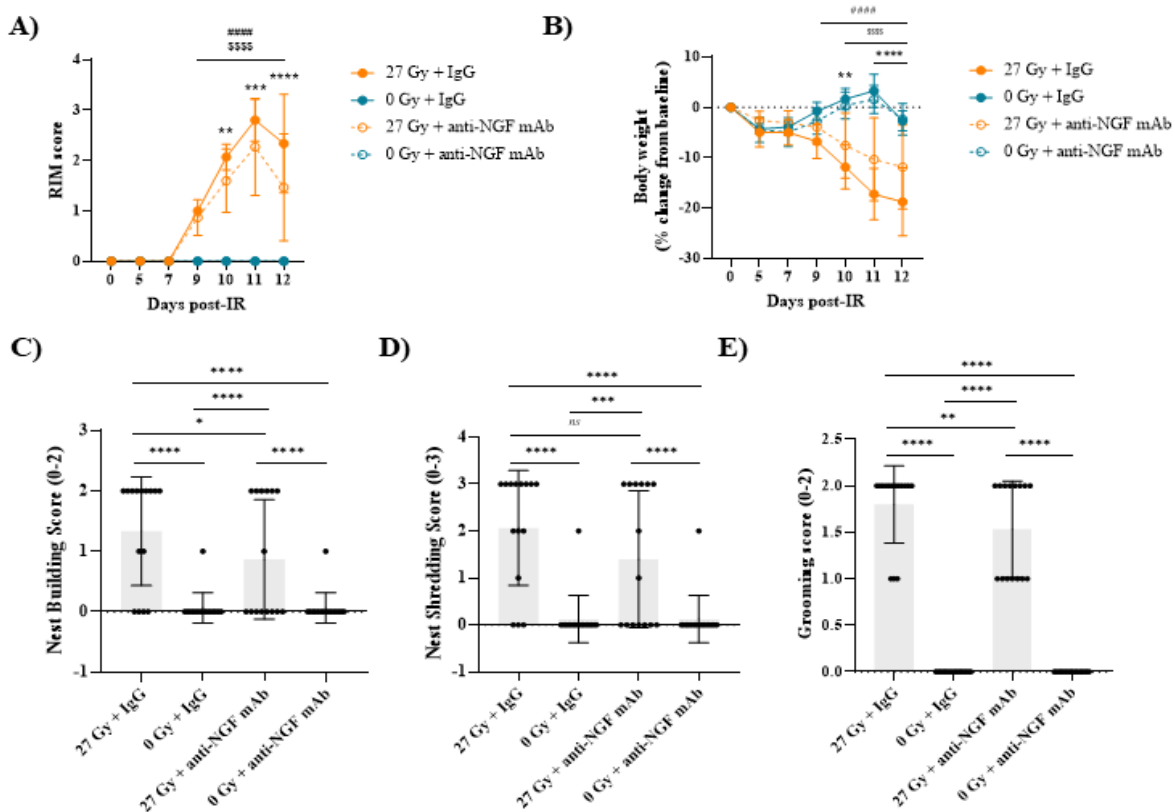 A)
####
$$$$
** *** ****
4
3
2
1
0
RIM score
0 5 7 9 10 11 12
Days post-IR
27 Gy + IgG
0 Gy + IgG
27 Gy + anti-NGF mAb
0 Gy + anti-NGF mAb
B)
####
$$$$
** ****
10
0
-10
-20
-30
Body weight
(% change from baseline)
0 5 7 9 10 11 12
Days post-IR
27 Gy + IgG
0 Gy + IgG
27 Gy + anti-NGF mAb
0 Gy + anti-NGF mAb
C)
****
****
*
**** ****
3
2
1
0
-1
Nest Building Score (0-2)
27 Gy + IgG
0 Gy + IgG
27 Gy + anti-NGF mAb
0 Gy + anti-NGF mAb
D)
****
***
ns
**** ****
4
3
2
1
0
-1
Nest Shredding Score (0-3)
27 Gy + IgG
0 Gy + IgG
27 Gy + anti-NGF mAb
0 Gy + anti-NGF mAb
E)
****
****
**
**** ****
2.5
2.0
1.5
1.0
0.5
0.0
Grooming score (0-2)
27 Gy + IgG
0 Gy + IgG
27 Gy + anti-NGF mAb
0 Gy + anti-NGF mAb